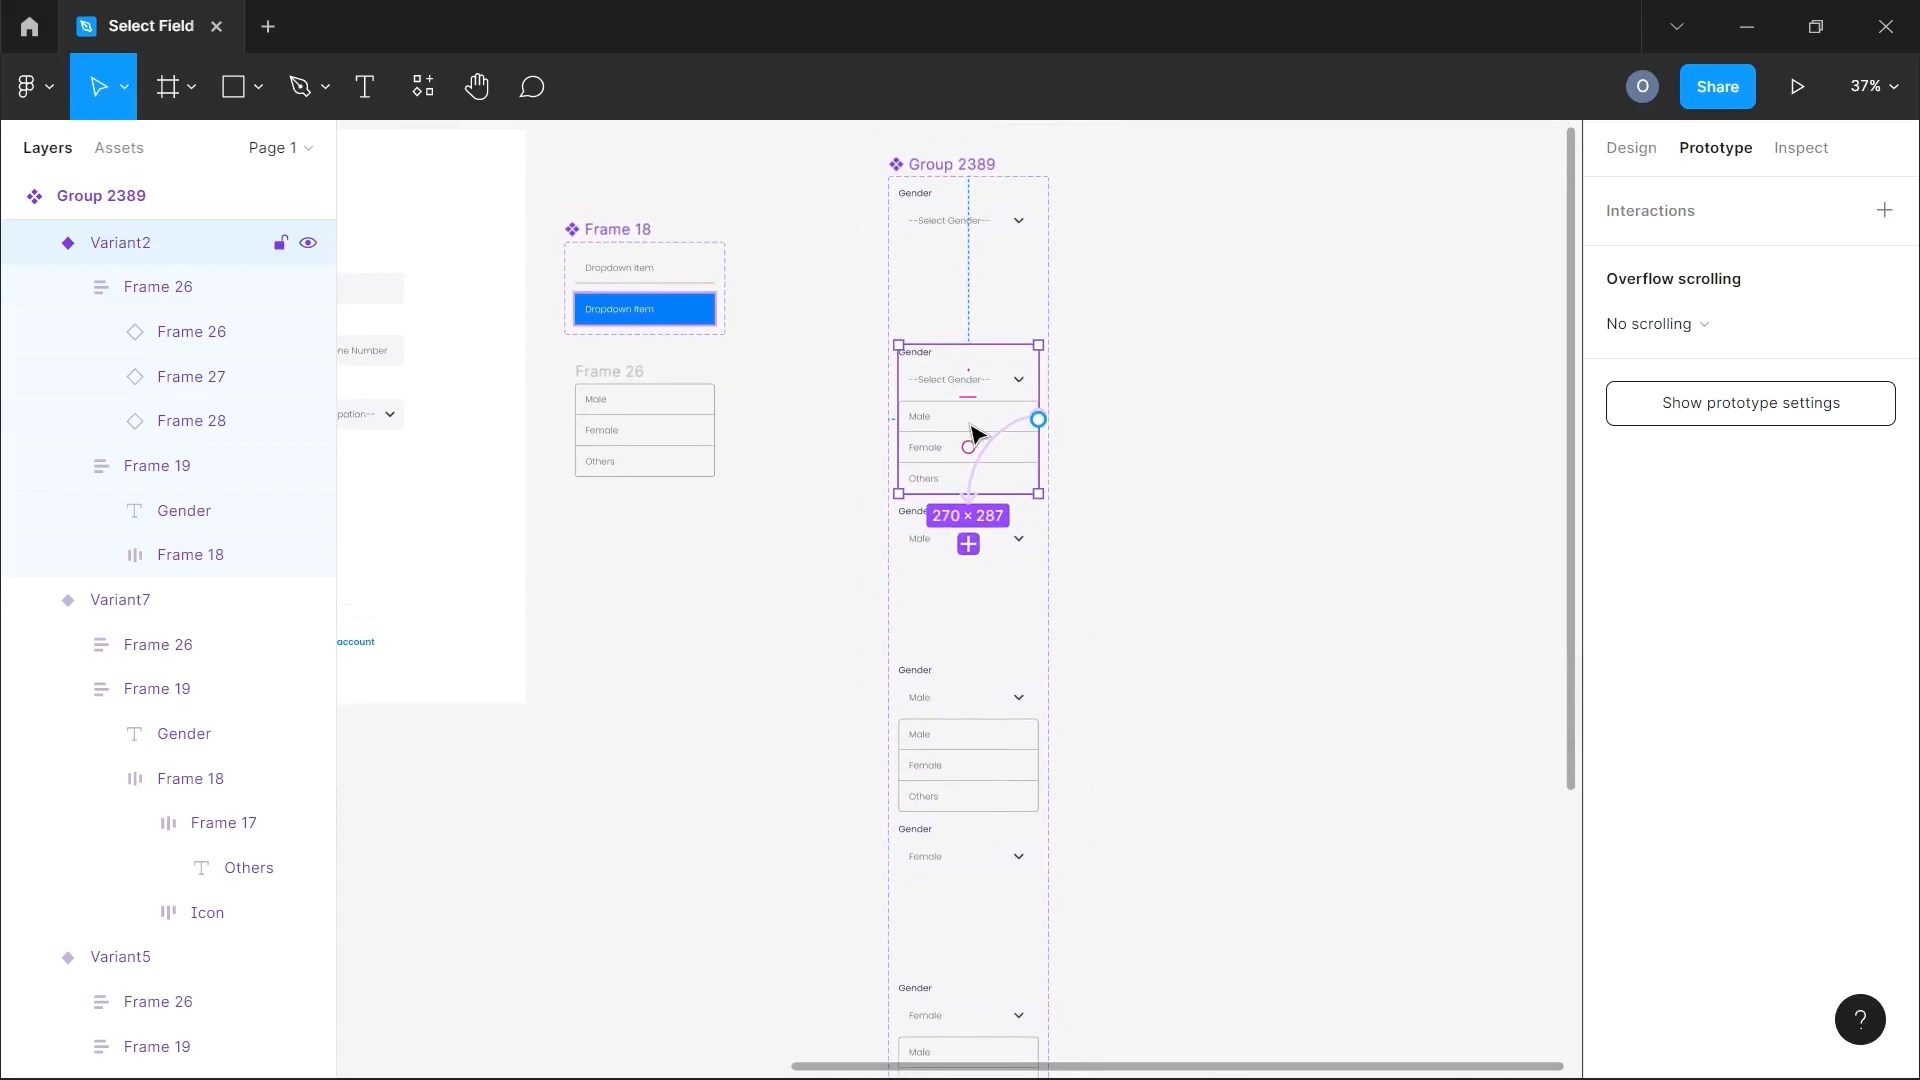 Select Field
O
Share
37%
Layers
Assets
Page 1
Group 2389
Variant2
Frame 26
Frame 26
Frame 27
Frame 28
Frame 19
Gender
Frame 18
Variant7
Frame 26
Frame 19
Gender
Frame 18
Frame 17
Others
Icon
Variant5
Frame 26
Frame 19
ne Number
pation--
account
Frame 18
Dropdown Item
Dropdown Item
Frame 26
Male
Female
Others
Group 2389
Gender
--Select Gender--
Gender
--Select Gender--
Male
Female
Others
Gende
270 × 287
Male
Gender
Male
Male
Female
Others
Gender
Female
Gender
Female
Male
Design
Prototype
Inspect
Interactions
Overflow scrolling
No scrolling
Show prototype settings
?